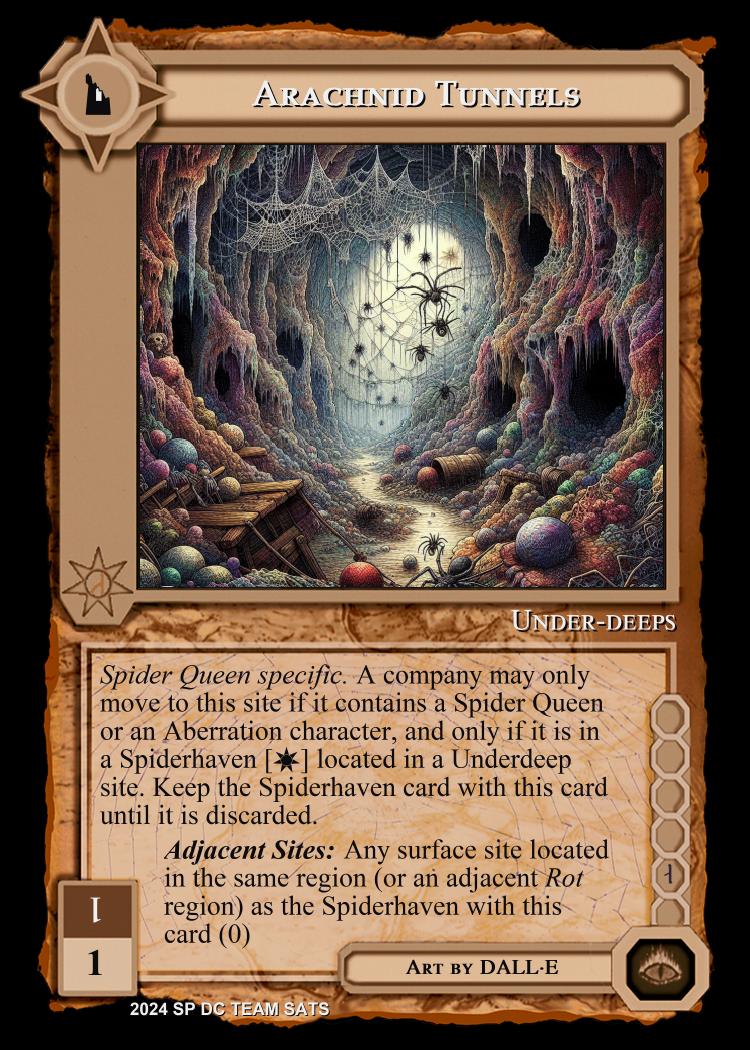 Arachnid Tunnels
Under-deeps
Spider Queen specific. A company may only
move to this site if it contains a Spider Queen
or an Aberration character, and only if it is in
a Spiderhaven [✷] located in a Underdeep
site. Keep the Spiderhaven card with this card
until it is discarded.
Adjacent Sites: Any surface site located
in the same region (or an adjacent Rot
region) as the Spiderhaven with this
card (0)
1
Art by DALL·E
2024 SP DC TEAM SATS